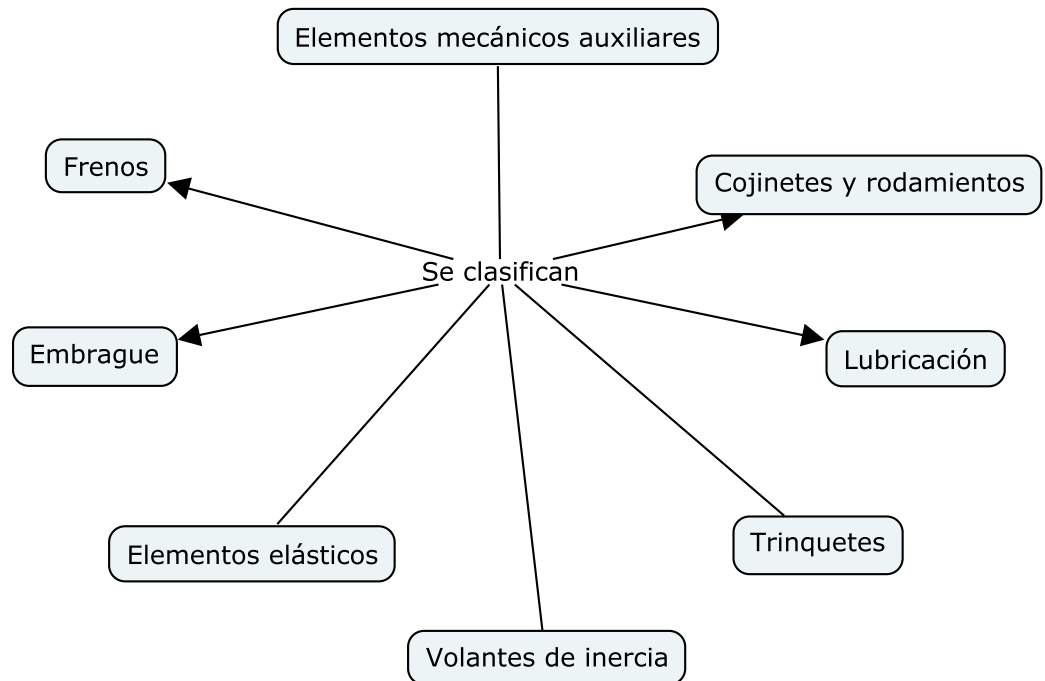 Elementos mecánicos auxiliares
Frenos
Cojinetes y rodamientos
Se clasifican
Embrague
Lubricación
Elementos elásticos
Trinquetes
Volantes de inercia